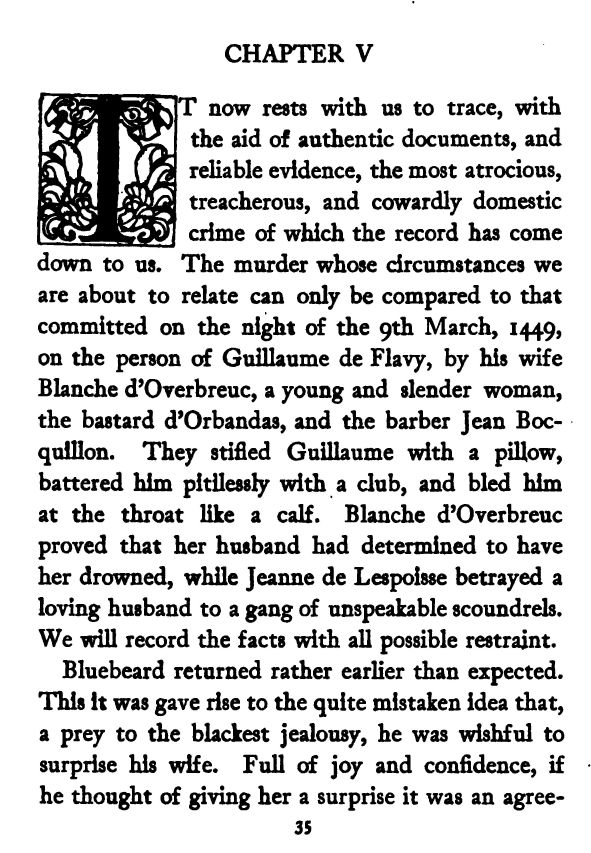 CHAPTER V
IT now rests with us to trace, with
the aid of authentic documents, and
reliable evidence, the most atrocious,
treacherous, and cowardly domestic
crime of which the record has come
down to us. The murder whose circumstances we
are about to relate can only be compared to that
committed on the night of the 9th March, 1449,
on the person of Guillaume de Flavy, by his wife
Blanche d'Overbreuc, a young and slender woman,
the bastard d'Orbandas, and the barber Jean Boc-
quillon. They stifled Guillaume with a pillow,
battered him pitilessly with a club, and bled him
at the throat like a calf. Blanche d'Overbreuc
proved that her husband had determined to have
her drowned, while Jeanne de Lespoisse betrayed a
loving husband to a gang of unspeakable scoundrels.
We will record the facts with all possible restraint.
Bluebeard returned rather earlier than expected.
This it was gave rise to the quite mistaken idea that,
a prey to the blackest jealousy, he was wishful to
surprise his wife. Full of joy and confidence, if
he thought of giving her a surprise it was an agree-
35